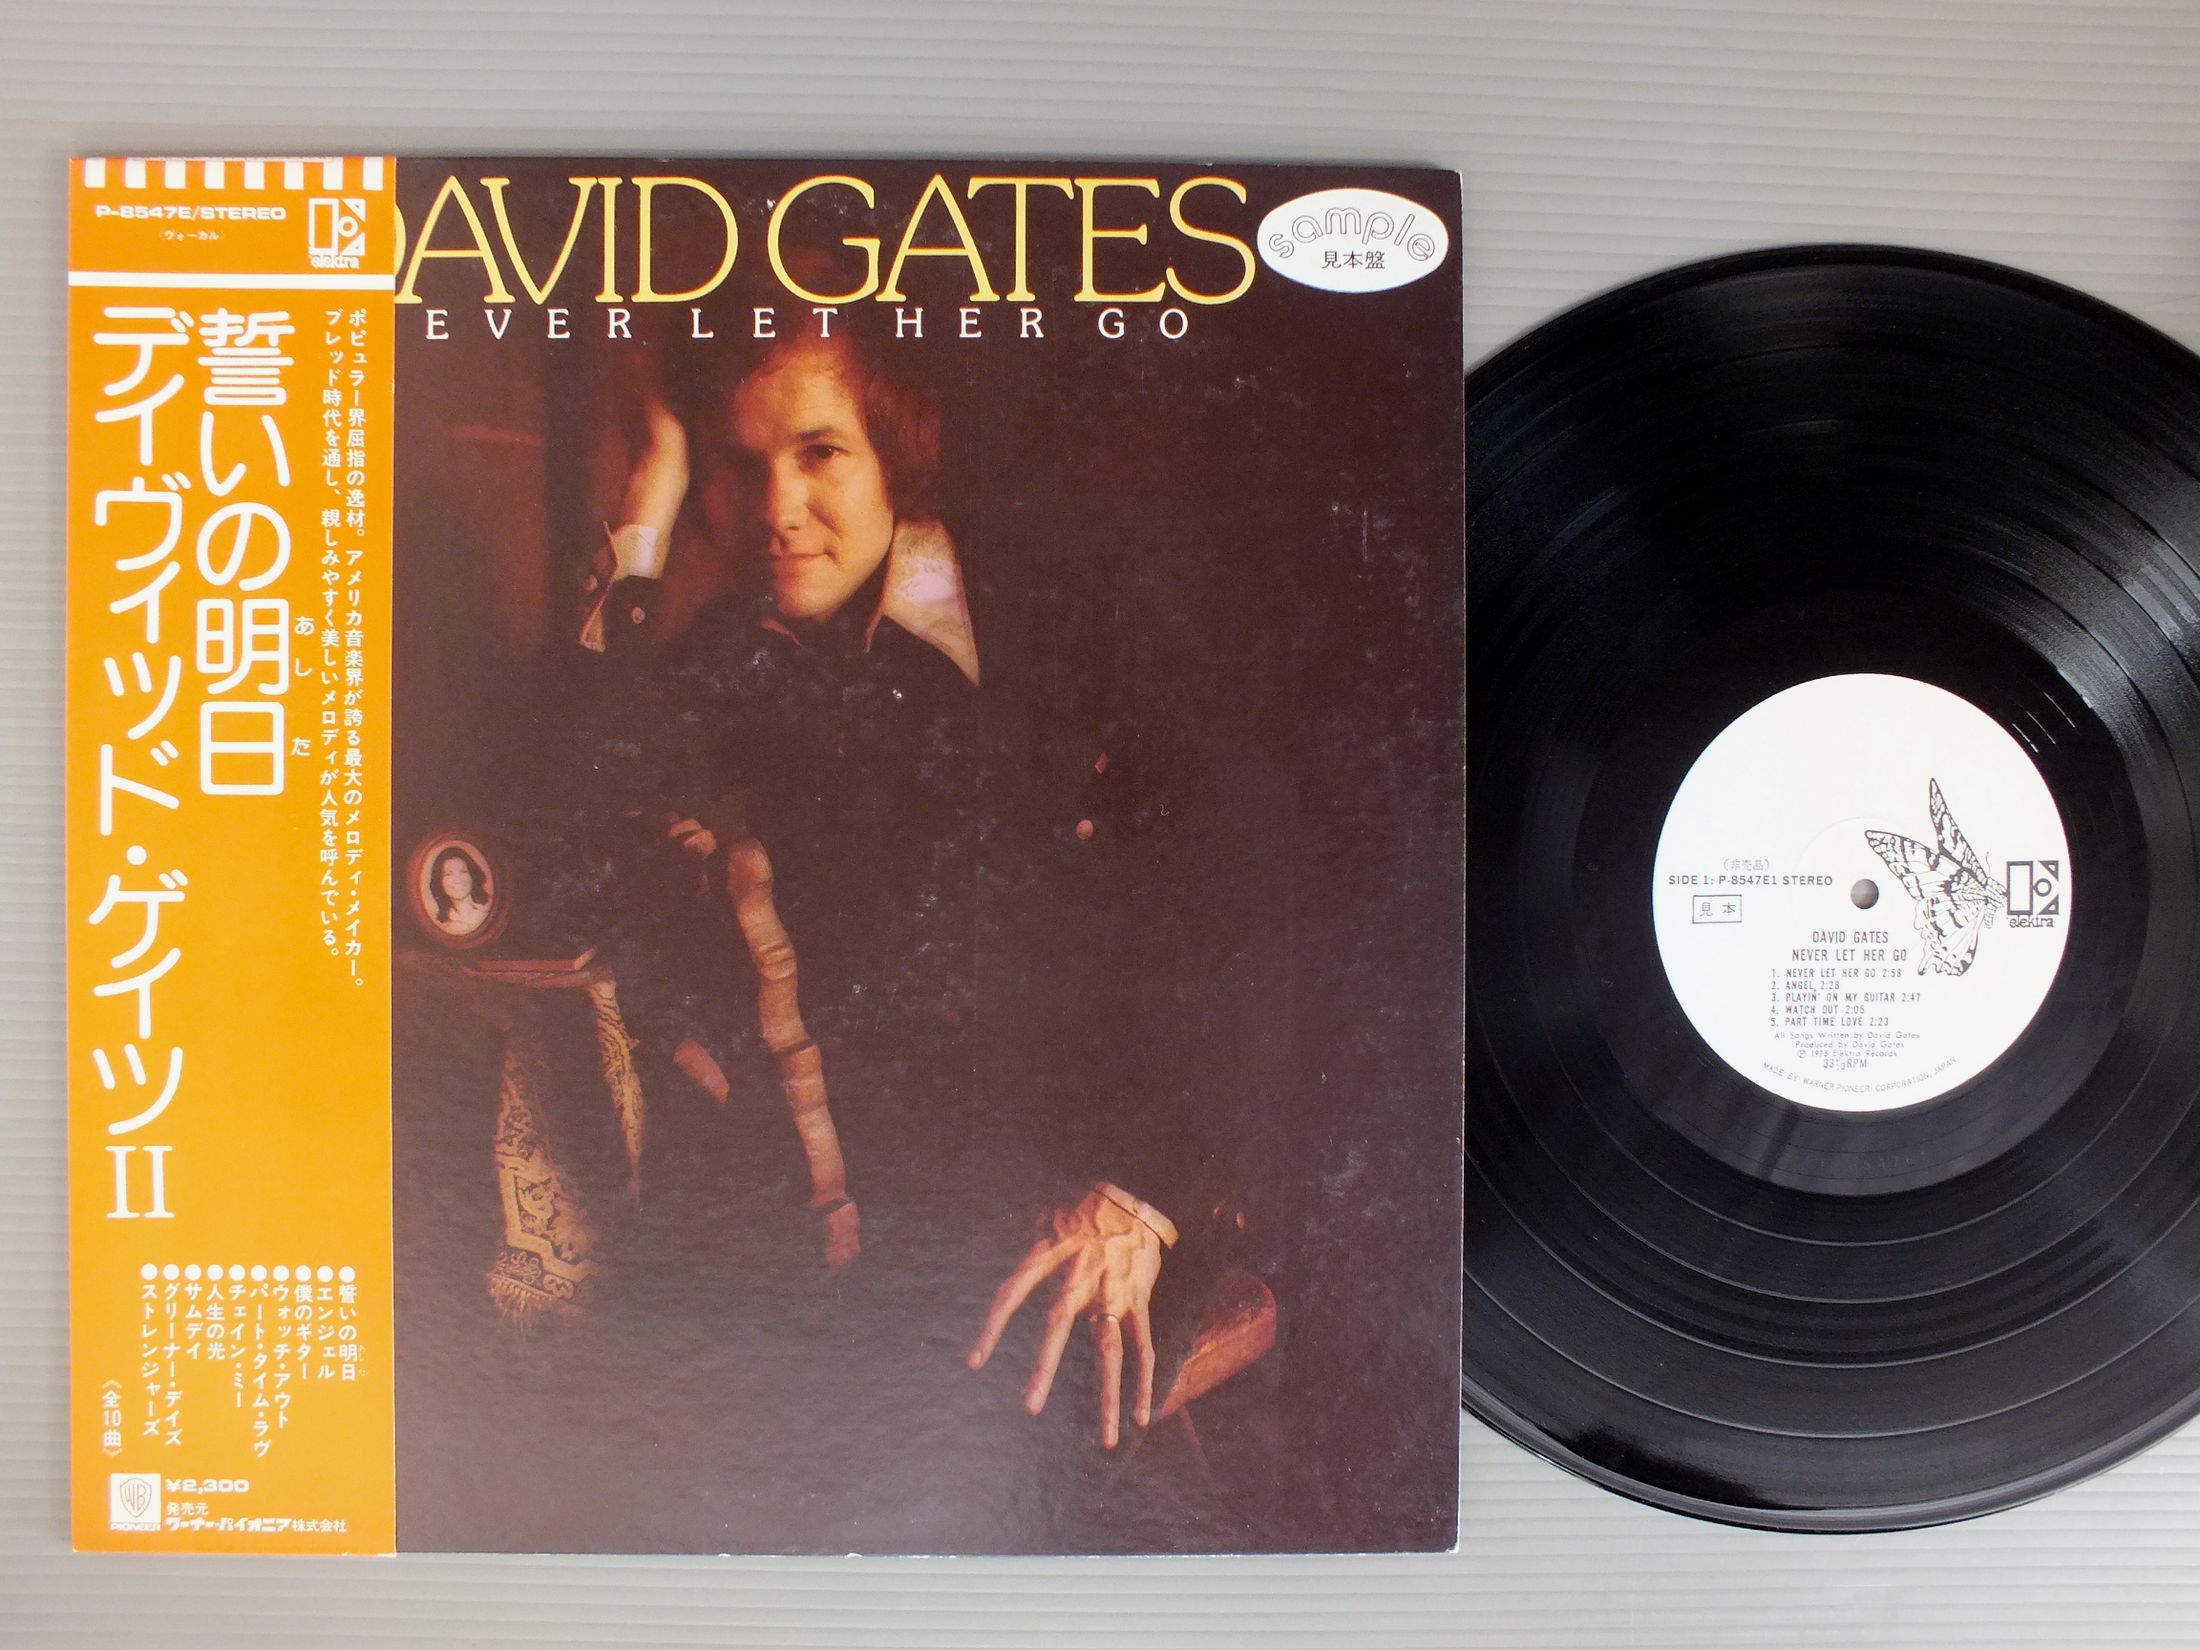 P-8547E/STEREO
(ヴォーカル)
elektra
ポピュラー界屈指の逸材。アメリカ音楽界が誇る最大のメロディ・メイカー。
ブレッド時代を通し、親しみやすく美しいメロディが人気を呼んでいる。
誓いの明日
あした
デイヴィッド・ゲイツII
●誓いの明日
あした
●エンジェル
●僕のギター
●ウォッチ・アウト
●パート・タイム・ラヴ
●チェイン・ミー
●人生の光
●サムデイ
●グリーナー・デイズ
●ストレンジャーズ
《全10曲》
WB
PIONEER
¥2,300
発売元
ワーナー・パイオニア株式会社
DAVID GATES
EVER LET HER GO
sample
見本盤
(非売品)
SIDE 1: P-8547E1 STEREO
見本
elektra
DAVID GATES
NEVER LET HER GO
1. NEVER LET HER GO 2:58
2. ANGEL 2:28
3. PLAYIN' ON MY GUITAR 2:47
4. WATCH OUT 2:05
5. PART TIME LOVE 2:23
All Songs Written by David Gates
Produced by David Gates
Ⓟ 1975 Elektra Records
33⅓RPM
MADE BY WARNER-PIONEER CORPORATION, JAPAN.